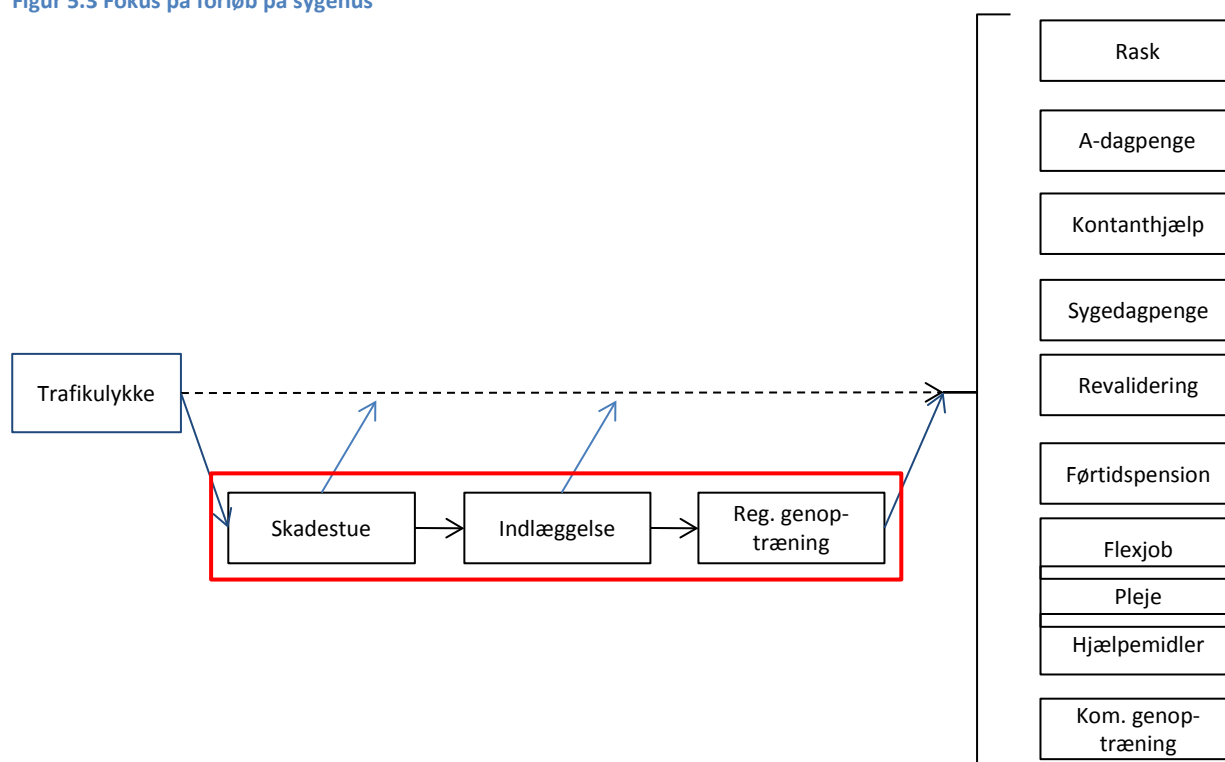 Figur 5.3 Fokus på forløb på sygehus
Rask
A-dagpenge
Kontanthjælp
Sygedagpenge
Trafikulykke
Revalidering
Førtidspension
Skadestue
Indlæggelse
Reg. genop-
træning
Flexjob
Pleje
Hjælpemidler
Kom. genop-
træning